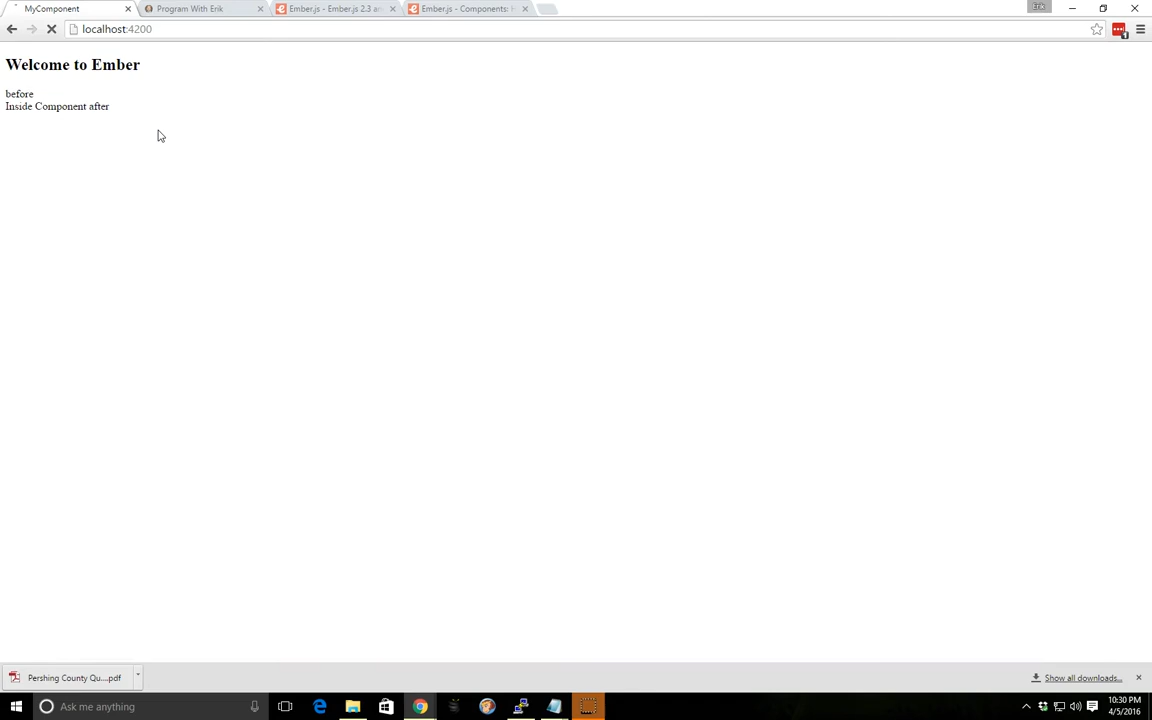 MyComponent
Program With Erik
Ember.js - Ember.js 2.3 an
Ember.js - Components: H
Erik
localhost:4200
Welcome to Ember
before
Inside Component after
Pershing County Qu....pdf
Show all downloads...
Ask me anything
10:30 PM
4/5/2016